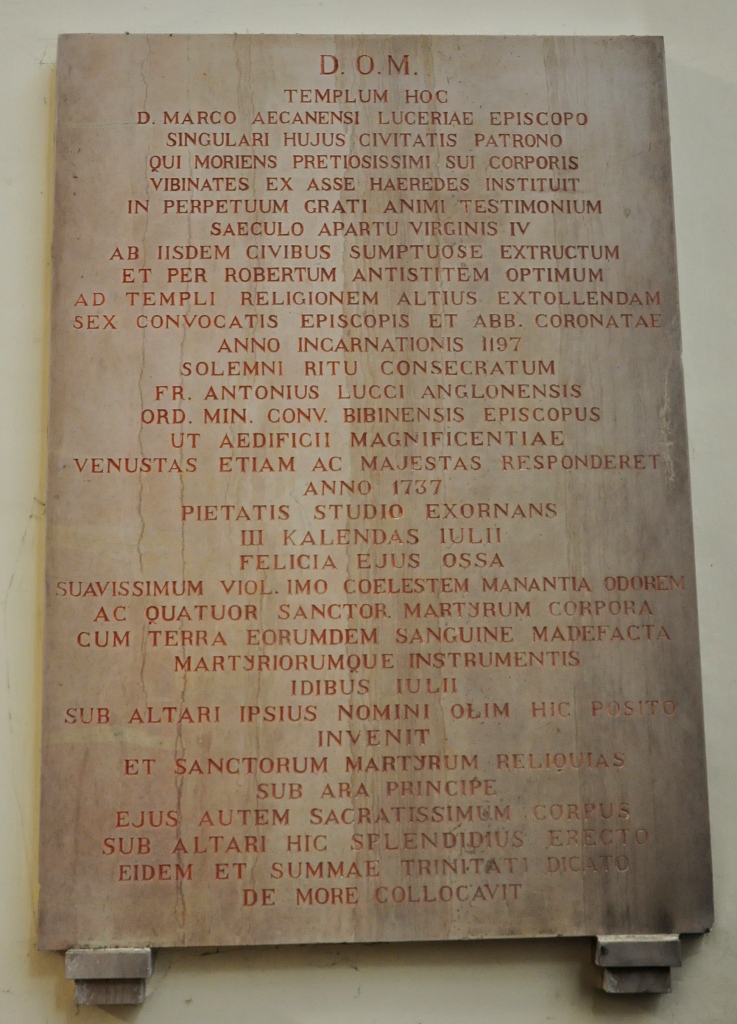 D. O. M.
TEMPLUM HOC
D. MARCO AECANENSI LUCERIAE EPISCOPO
SINGULARI HUJUS CIVITATIS PATRONO
QUI MORIENS PRETIOSISSIMI SUI CORPORIS
VIBINATES EX ASSE HAEREDES INSTITUIT
IN PERPETUUM GRATI ANIMI TESTIMONIUM
SAECULO APARTU VIRGINIS IV
AB IISDEM CIVIBUS SUMPTUOSE EXTRUCTUM
ET PER ROBERTUM ANTISTITEM OPTIMUM
AD TEMPLI RELIGIONEM ALTIUS EXTOLLENDAM
SEX CONVOCATIS EPISCOPIS ET ABB. CORONATAE
ANNO INCARNATIONIS 1197
SOLEMNI RITU CONSECRATUM
FR. ANTONIUS LUCCI ANGLONENSIS
ORD. MIN. CONV. BIBINENSIS EPISCOPUS
UT AEDIFICII MAGNIFICENTIAE
VENUSTAS ETIAM AC MAJESTAS RESPONDERET
ANNO 1737
PIETATIS STUDIO EXORNANS
III KALENDAS IULII
FELICIA EJUS OSSA
SUAVISSIMUM VIOL. IMO COELESTEM MANANTIA ODOREM
AC QUATUOR SANCTOR. MARTYRUM CORPORA
CUM TERRA EORUMDEM SANGUINE MADEFACTA
MARTYRIORUMQUE INSTRUMENTIS
IDIBUS IULII
SUB ALTARI IPSIUS NOMINI OLIM HIC POSITO
INVENIT
ET SANCTORUM MARTYRUM RELIQUIAS
SUB ARA PRINCIPE
EJUS AUTEM SACRATISSIMUM CORPUS
SUB ALTARI HIC SPLENDIDIUS ERECTO
EIDEM ET SUMMAE TRINITATI DICATO
DE MORE COLLOCAVIT